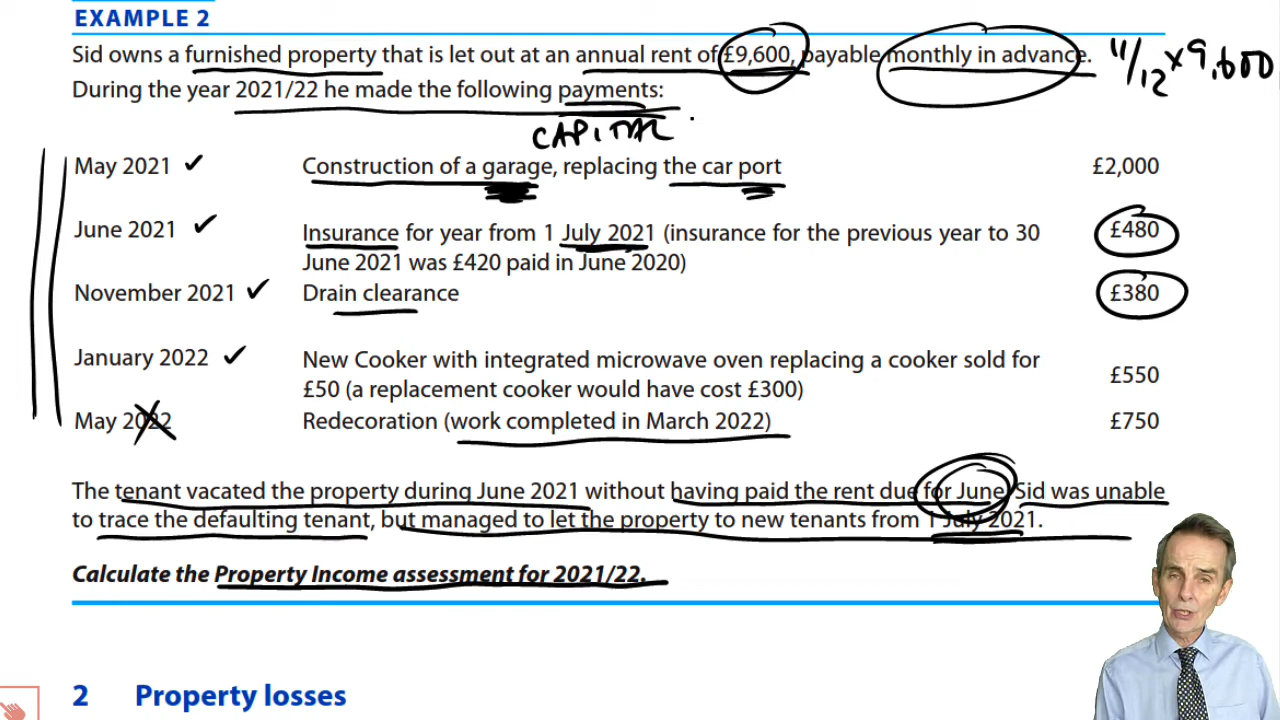 EXAMPLE 2
Sid owns a furnished property that is let out at an annual rent of £9,600, payable monthly in advance. 11/12 × 9,600
During the year 2021/22 he made the following payments:
CAPITAL
May 2021 ✓ Construction of a garage, replacing the car port £2,000
June 2021 ✓ Insurance for year from 1 July 2021 (insurance for the previous year to 30 £480
June 2021 was £420 paid in June 2020)
November 2021 ✓ Drain clearance £380
January 2022 ✓ New Cooker with integrated microwave oven replacing a cooker sold for
£50 (a replacement cooker would have cost £300) £550
May 2022 Redecoration (work completed in March 2022) £750
The tenant vacated the property during June 2021 without having paid the rent due for June. Sid was unable
to trace the defaulting tenant, but managed to let the property to new tenants from 1 July 2021.
Calculate the Property Income assessment for 2021/22.
2 Property losses